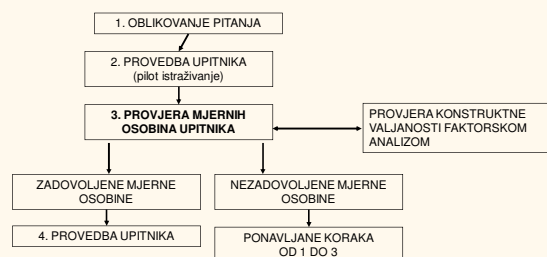 1. OBLIKOVANJE PITANJA
2. PROVEDBA UPITNIKA
(pilot istraživanje)
3. PROVJERA MJERNIH
OSOBINA UPITNIKA
PROVJERA KONSTRUKTNE
VALJANOSTI FAKTORSKOM
ANALIZOM
ZADOVOLJENE MJERNE
OSOBINE
NEZADOVOLJENE MJERNE
OSOBINE
4. PROVEDBA UPITNIKA
PONAVLJANE KORAKA
OD 1 DO 3